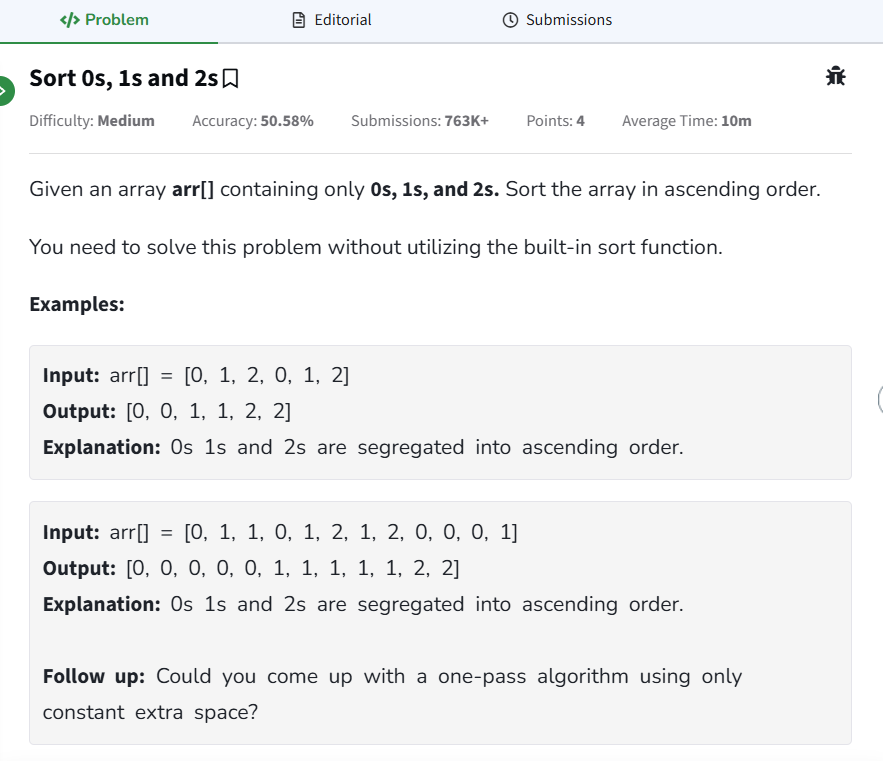 </> Problem
Editorial
Submissions
Sort 0s, 1s and 2s
Difficulty: Medium Accuracy: 50.58% Submissions: 763K+ Points: 4 Average Time: 10m
Given an array arr[] containing only 0s, 1s, and 2s. Sort the array in ascending order.
You need to solve this problem without utilizing the built-in sort function.
Examples:
Input: arr[] = [0, 1, 2, 0, 1, 2]
Output: [0, 0, 1, 1, 2, 2]
Explanation: 0s 1s and 2s are segregated into ascending order.
Input: arr[] = [0, 1, 1, 0, 1, 2, 1, 2, 0, 0, 0, 1]
Output: [0, 0, 0, 0, 0, 1, 1, 1, 1, 1, 2, 2]
Explanation: 0s 1s and 2s are segregated into ascending order.
Follow up: Could you come up with a one-pass algorithm using only
constant extra space?